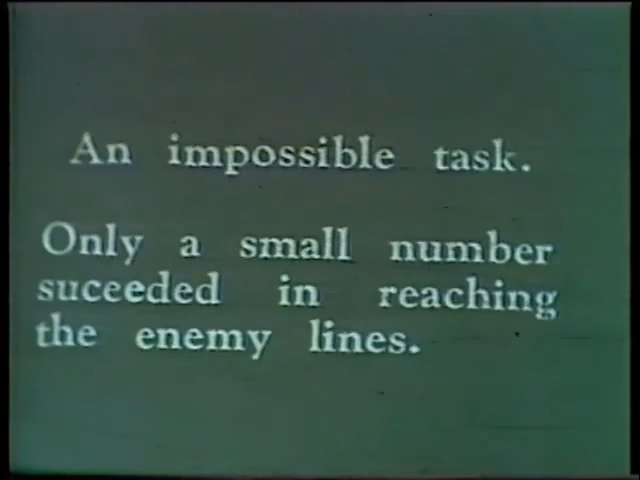 An impossible task.
Only a small number
suceeded in reaching
the enemy lines.